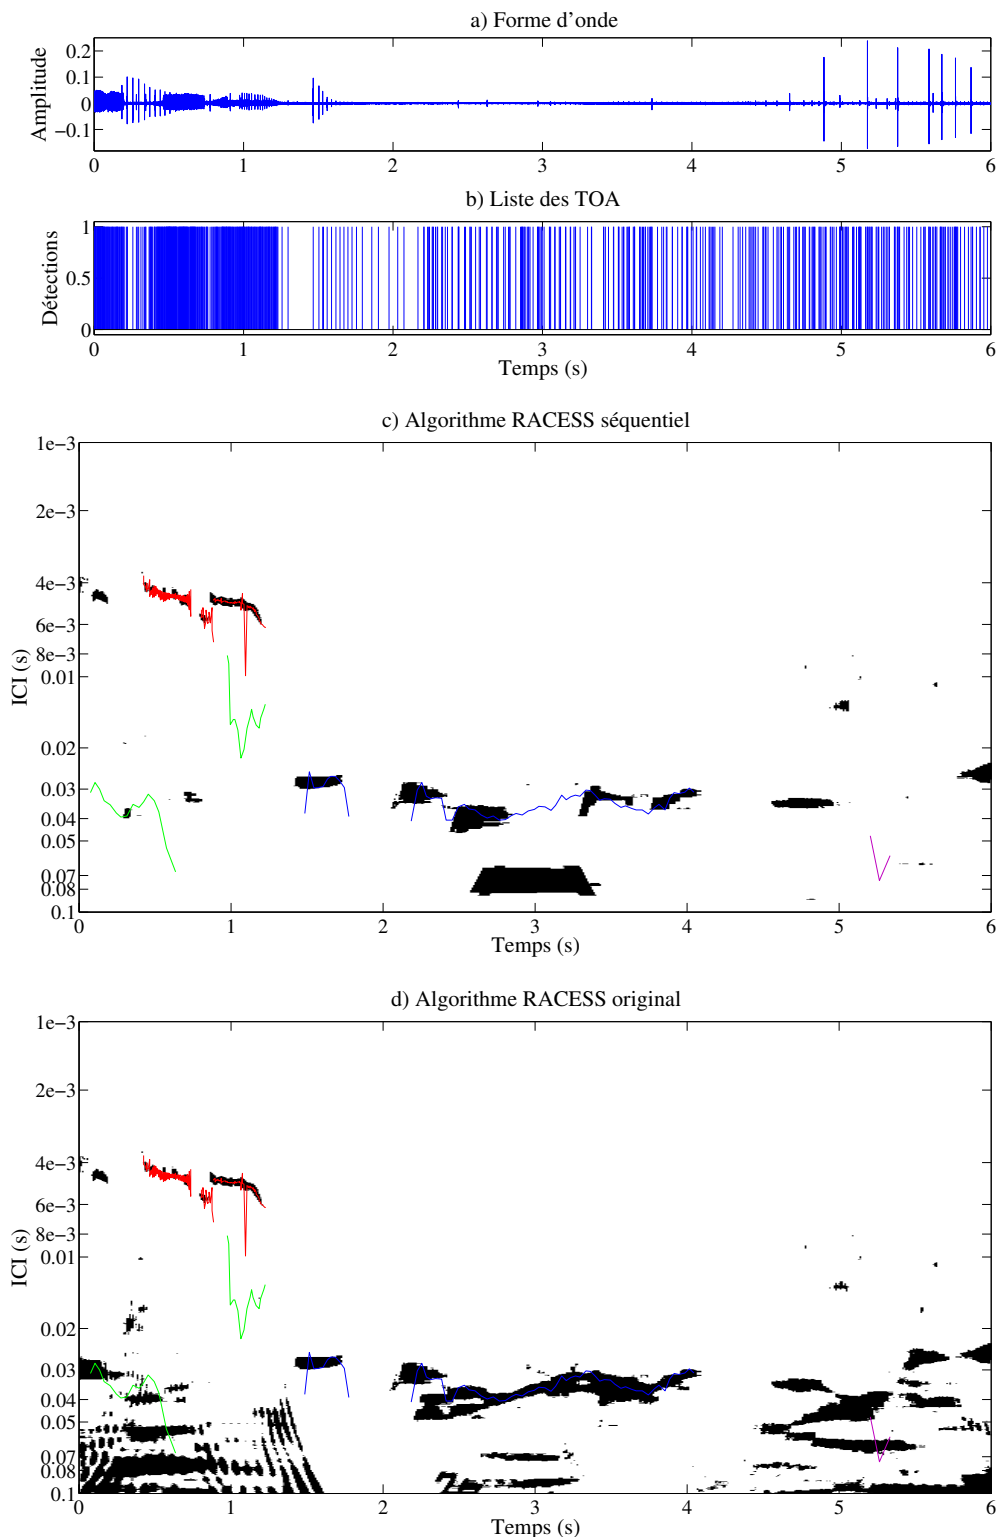 a) Forme d'onde
Amplitude
0.2
0.1
0
−0.1
0 1 2 3 4 5 6
b) Liste des TOA
Détections
1
0.5
0
0 1 2 3 4 5 6
Temps (s)
c) Algorithme RACESS séquentiel
ICI (s)
1e−3
2e−3
4e−3
6e−3
8e−3
0.01
0.02
0.03
0.04
0.05
0.07
0.08
0.1
0 1 2 3 4 5 6
Temps (s)
d) Algorithme RACESS original
ICI (s)
1e−3
2e−3
4e−3
6e−3
8e−3
0.01
0.02
0.03
0.04
0.05
0.07
0.08
0.1
0 1 2 3 4 5 6
Temps (s)